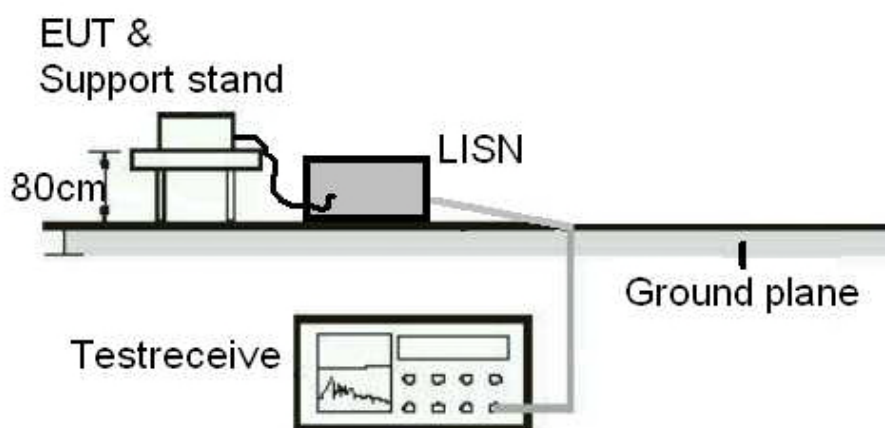 EUT &
Support stand
LISN
80cm
Ground plane
Testreceive